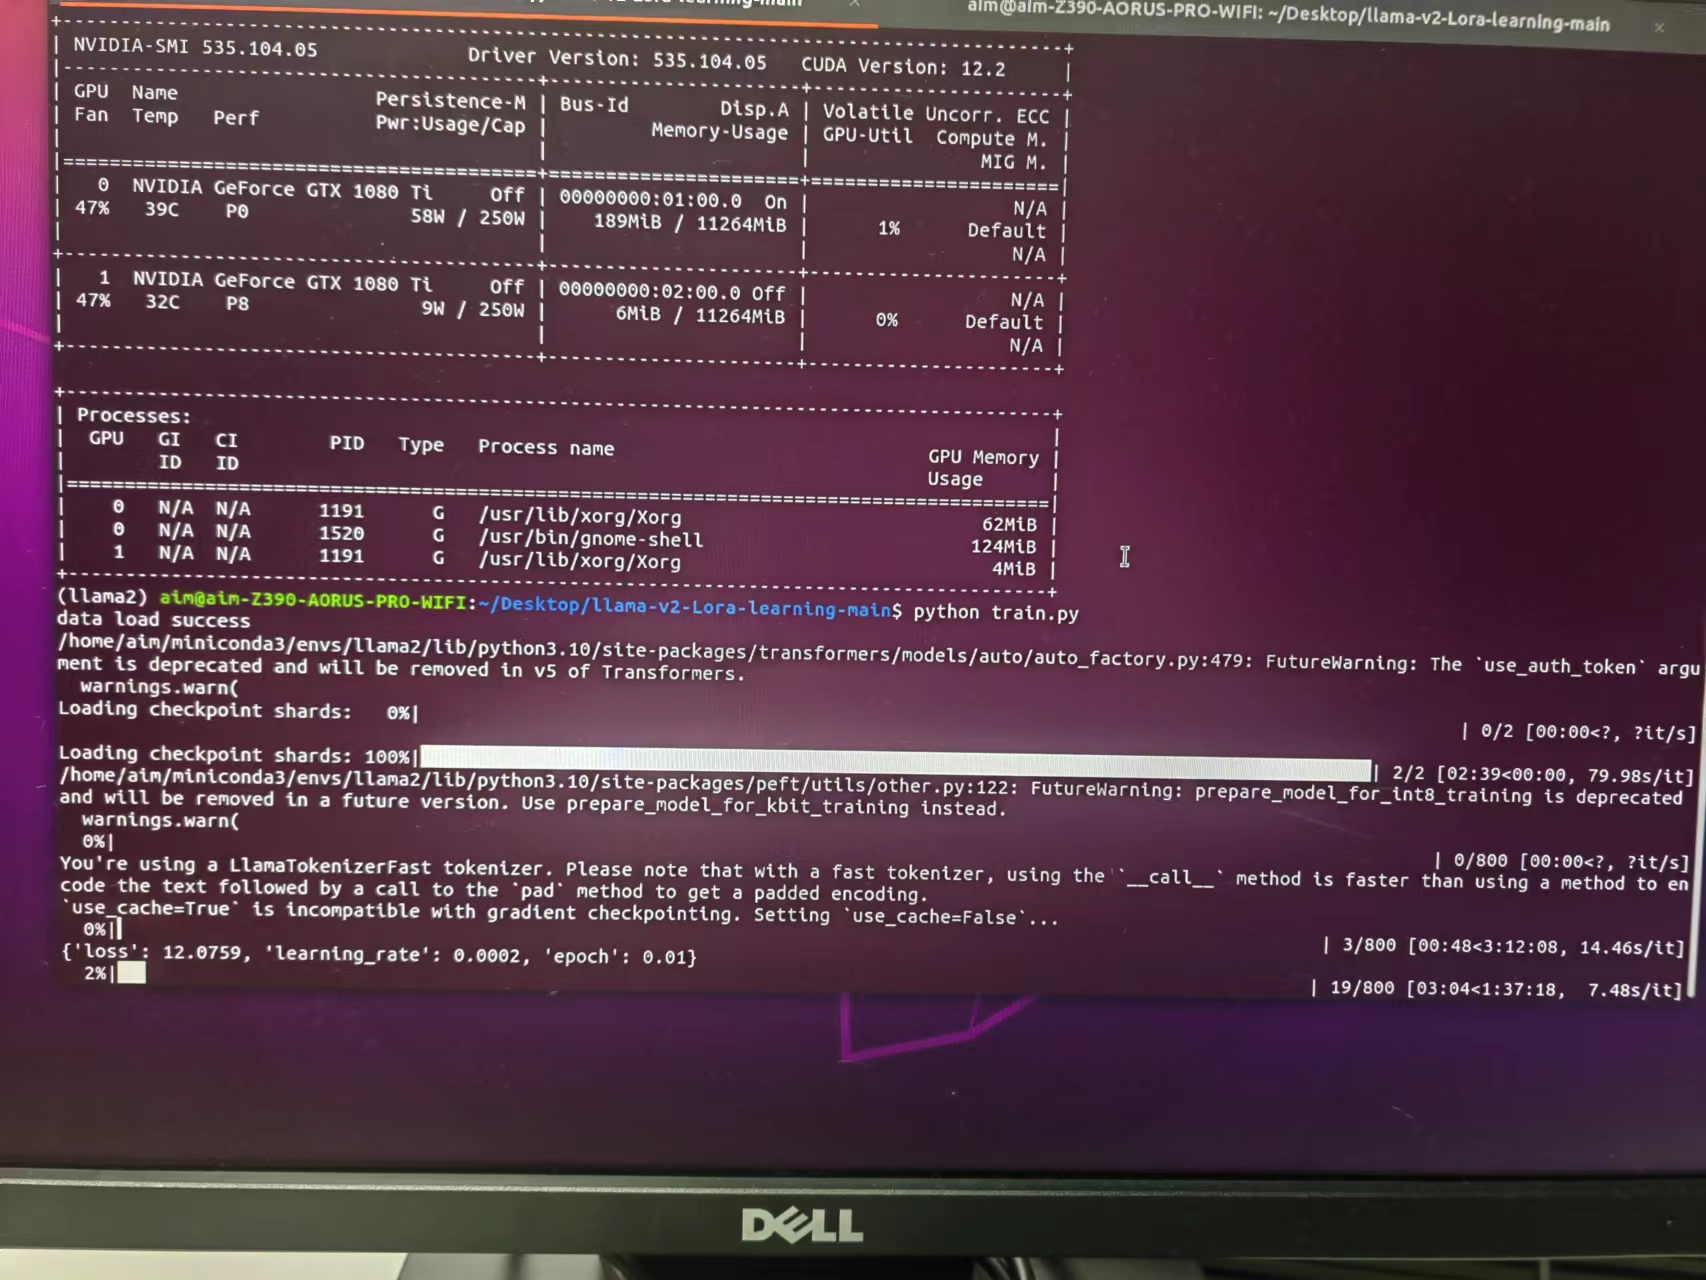 v2-Lora-learning-main
aim@aim-Z390-AORUS-PRO-WIFI: ~/Desktop/llama-v2-Lora-learning-main
NVIDIA-SMI 535.104.05 Driver Version: 535.104.05 CUDA Version: 12.2
GPU Name Persistence-M | Bus-Id Disp.A | Volatile Uncorr. ECC
Fan Temp Perf Pwr:Usage/Cap | Memory-Usage | GPU-Util Compute M.
MIG M.
0 NVIDIA GeForce GTX 1080 Ti Off | 00000000:01:00.0 On | N/A
47% 39C P0 58W / 250W | 189MiB / 11264MiB | 1% Default
N/A
1 NVIDIA GeForce GTX 1080 Ti Off | 00000000:02:00.0 Off | N/A
47% 32C P8 9W / 250W | 6MiB / 11264MiB | 0% Default
N/A
Processes:
GPU GI CI PID Type Process name GPU Memory
ID ID Usage
0 N/A N/A 1191 G /usr/lib/xorg/Xorg 62MiB
0 N/A N/A 1520 G /usr/bin/gnome-shell 124MiB
1 N/A N/A 1191 G /usr/lib/xorg/Xorg 4MiB
(llama2) aim@aim-Z390-AORUS-PRO-WIFI:~/Desktop/llama-v2-Lora-learning-main$ python train.py
data load success
/home/aim/miniconda3/envs/llama2/lib/python3.10/site-packages/transformers/models/auto/auto_factory.py:479: FutureWarning: The `use_auth_token` argu
ment is deprecated and will be removed in v5 of Transformers.
warnings.warn(
Loading checkpoint shards: 0%| | 0/2 [00:00<?, ?it/s]
Loading checkpoint shards: 100%| | 2/2 [02:39<00:00, 79.98s/it]
/home/aim/miniconda3/envs/llama2/lib/python3.10/site-packages/peft/utils/other.py:122: FutureWarning: prepare_model_for_int8_training is deprecated
and will be removed in a future version. Use prepare_model_for_kbit_training instead.
warnings.warn(
0%| | 0/800 [00:00<?, ?it/s]
You're using a LlamaTokenizerFast tokenizer. Please note that with a fast tokenizer, using the `__call__` method is faster than using a method to en
code the text followed by a call to the `pad` method to get a padded encoding.
`use_cache=True` is incompatible with gradient checkpointing. Setting `use_cache=False`...
0%| | 3/800 [00:48<3:12:08, 14.46s/it]
{'loss': 12.0759, 'learning_rate': 0.0002, 'epoch': 0.01}
2%| | 19/800 [03:04<1:37:18, 7.48s/it]
DELL